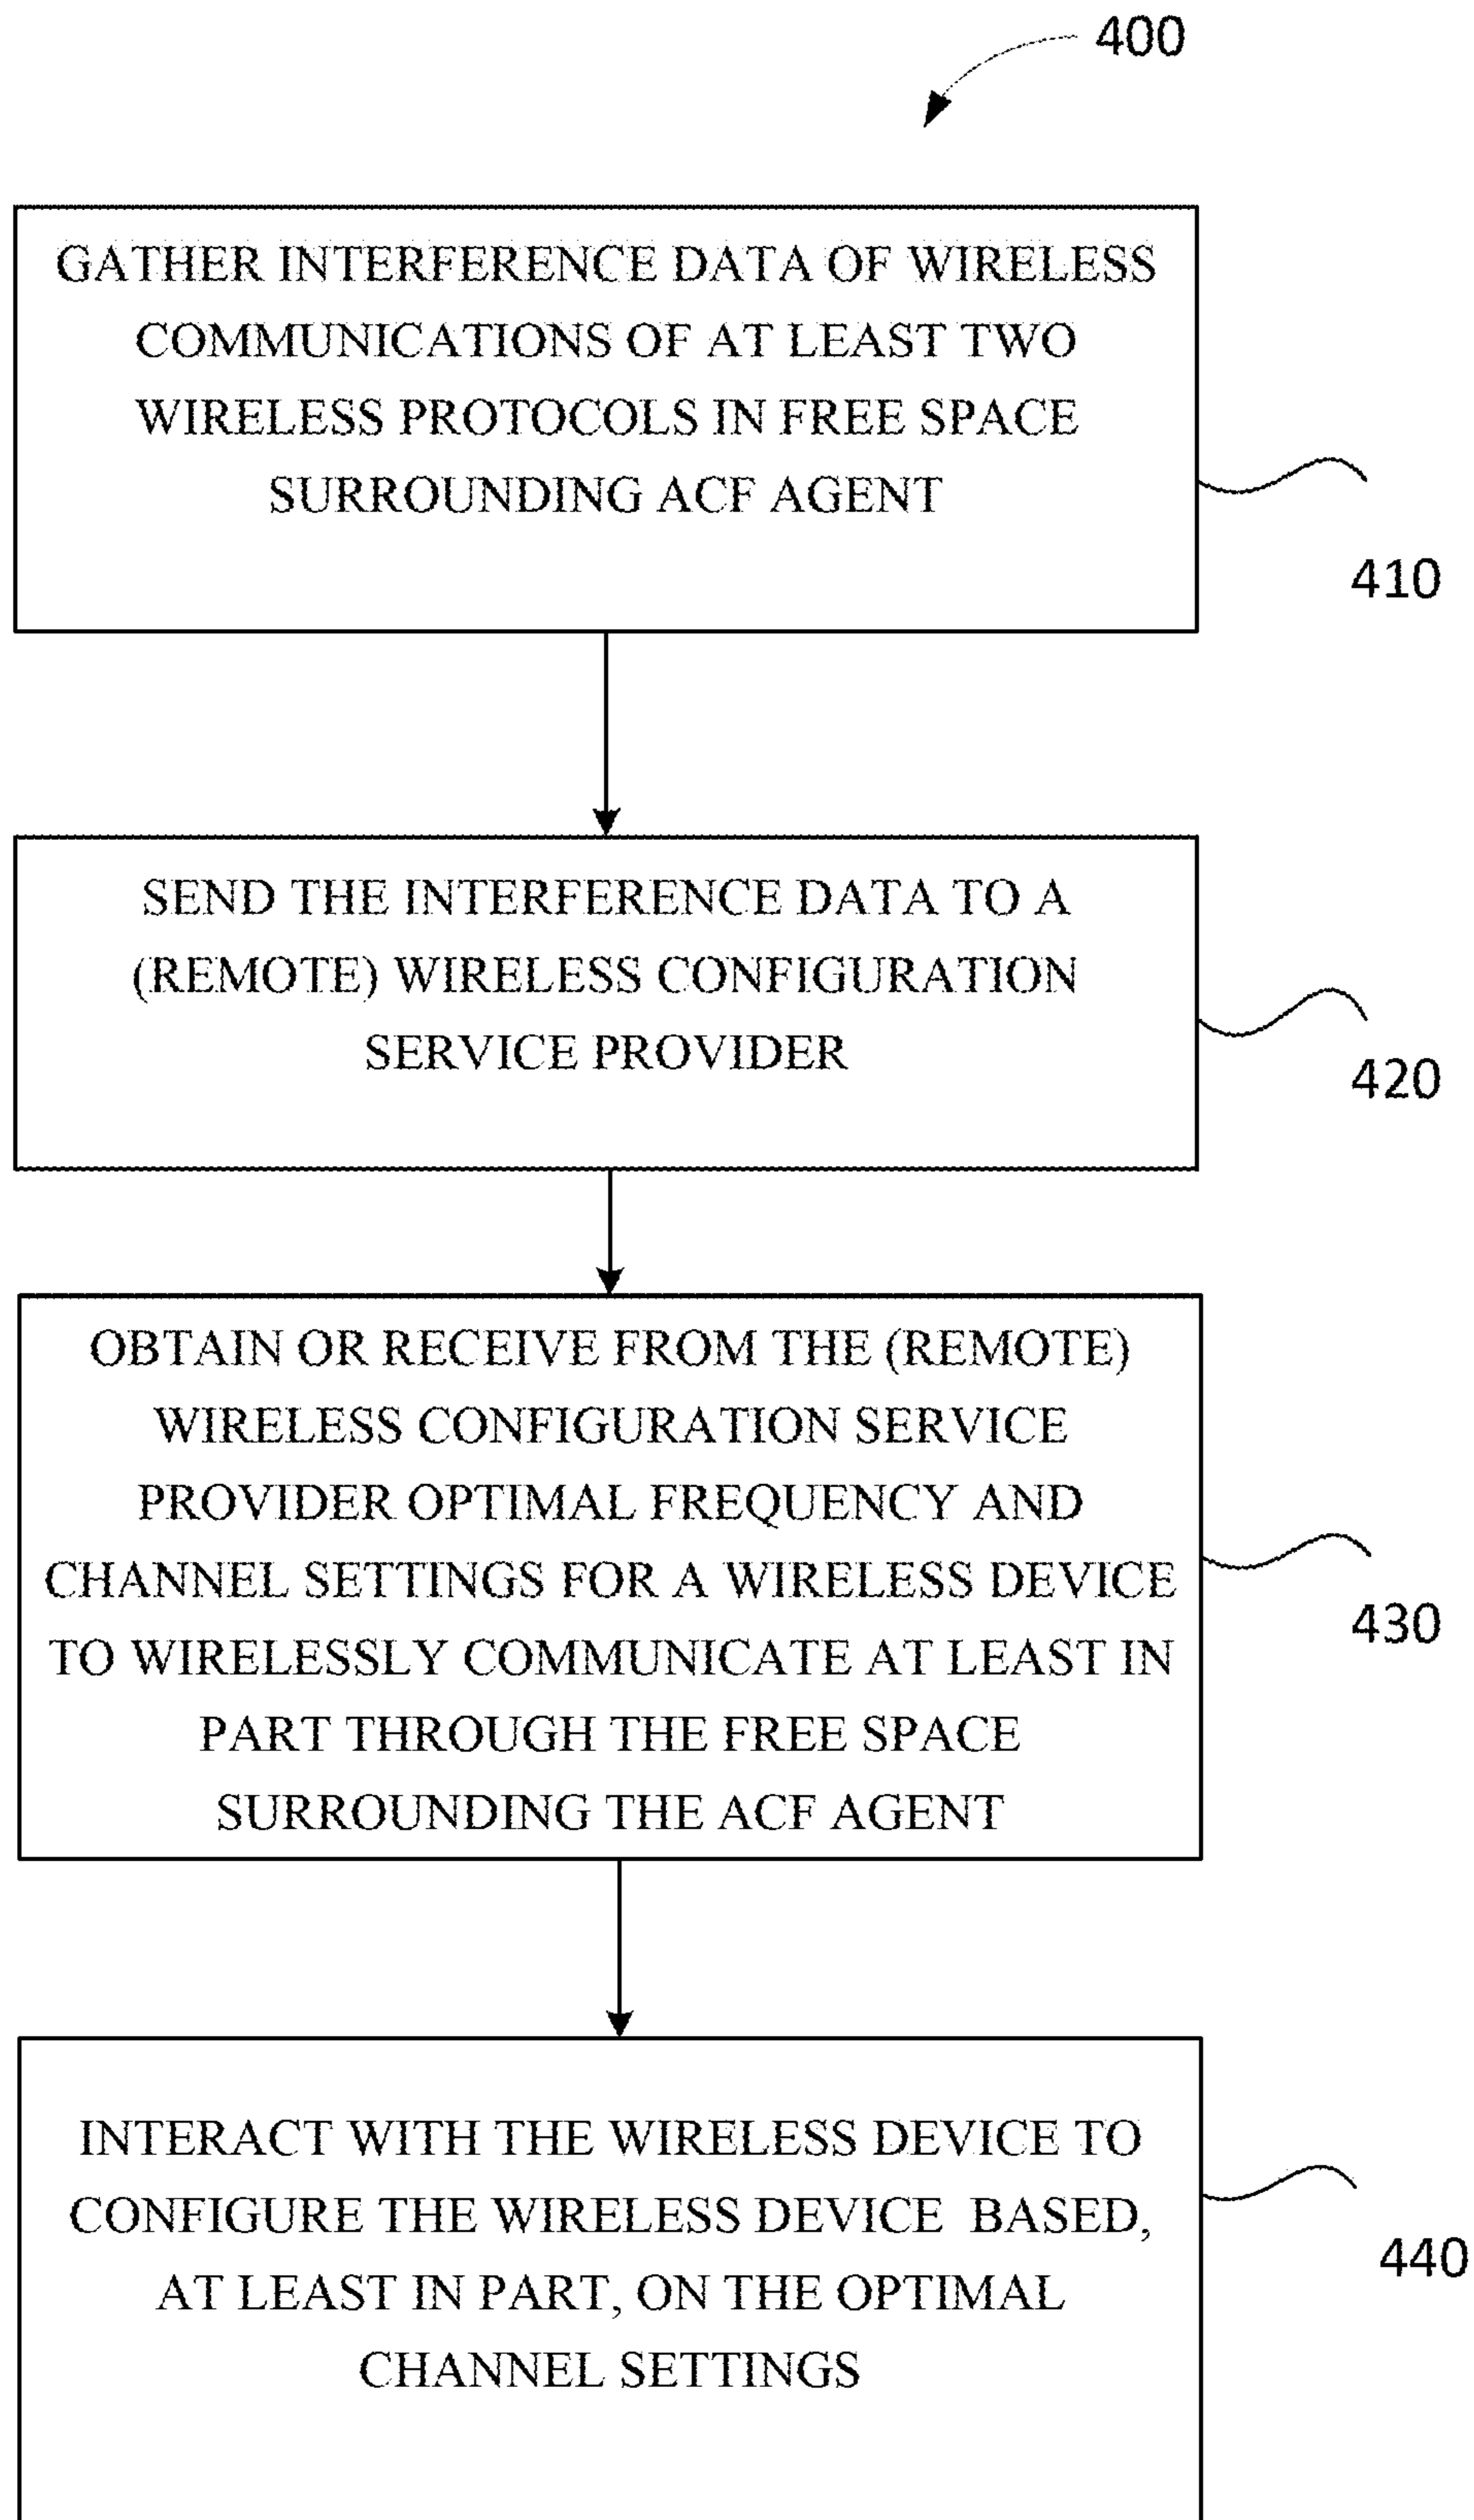 400
GATHER INTERFERENCE DATA OF WIRELESS
COMMUNICATIONS OF AT LEAST TWO
WIRELESS PROTOCOLS IN FREE SPACE
SURROUNDING ACF AGENT
410
SEND THE INTERFERENCE DATA TO A
(REMOTE) WIRELESS CONFIGURATION
SERVICE PROVIDER
420
OBTAIN OR RECEIVE FROM THE (REMOTE)
WIRELESS CONFIGURATION SERVICE
PROVIDER OPTIMAL FREQUENCY AND
CHANNEL SETTINGS FOR A WIRELESS DEVICE
TO WIRELESSLY COMMUNICATE AT LEAST IN
PART THROUGH THE FREE SPACE
SURROUNDING THE ACF AGENT
430
INTERACT WITH THE WIRELESS DEVICE TO
CONFIGURE THE WIRELESS DEVICE BASED,
AT LEAST IN PART, ON THE OPTIMAL
CHANNEL SETTINGS
440